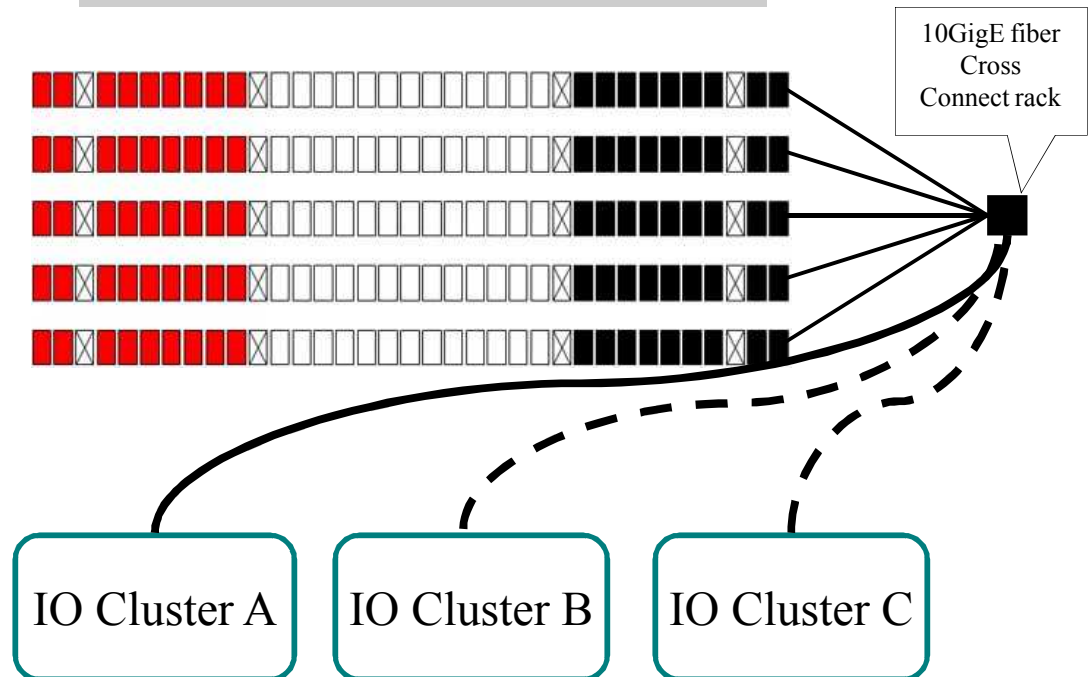 10GigE fiber
Cross
Connect rack
IO Cluster A
IO Cluster B
IO Cluster C